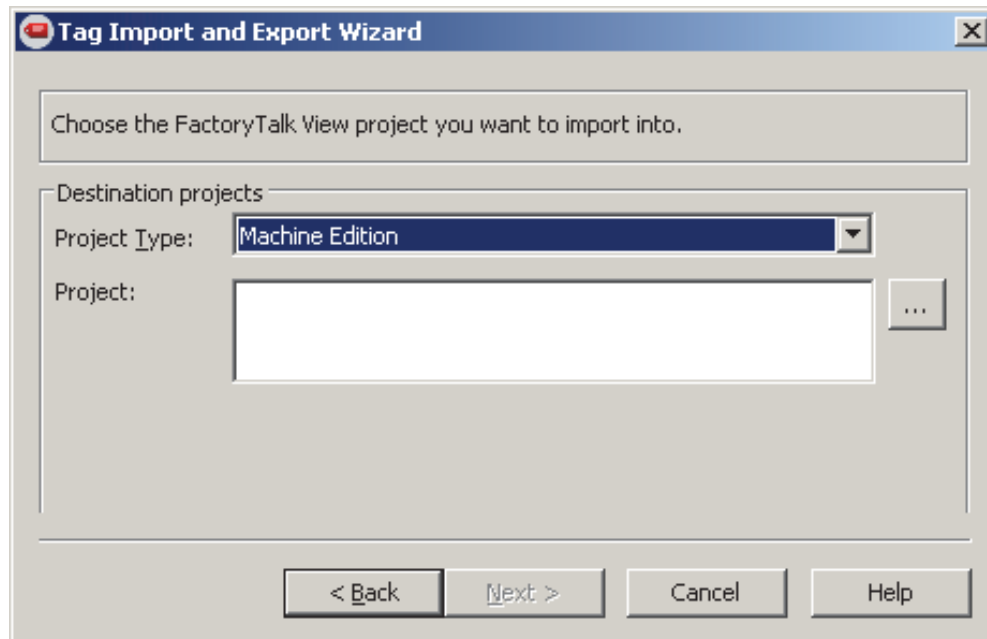 Tag Import and Export Wizard
Choose the FactoryTalk View project you want to import into.
Destination projects
Project Type: Machine Edition
Project: ...
< Back Next > Cancel Help